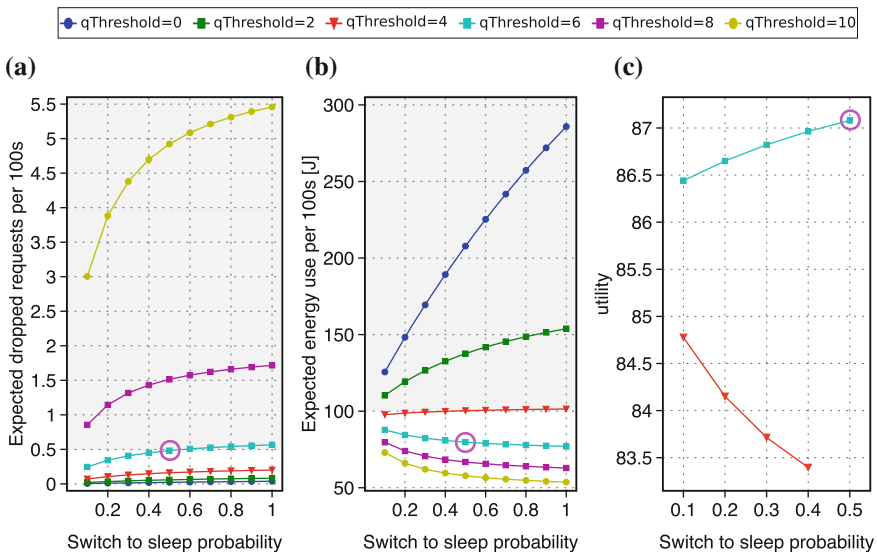 qThreshold=0 qThreshold=2 qThreshold=4 qThreshold=6 qThreshold=8 qThreshold=10
(a)
Expected dropped requests per 100s
5.5
5
4.5
4
3.5
3
2.5
2
1.5
1
0.5
0
0.2 0.4 0.6 0.8 1
Switch to sleep probability
(b)
Expected energy use per 100s [J]
300
250
200
150
100
50
0.2 0.4 0.6 0.8 1
Switch to sleep probability
(c)
utility
87
86.5
86
85.5
85
84.5
84
83.5
0.1 0.2 0.3 0.4 0.5
Switch to sleep probability